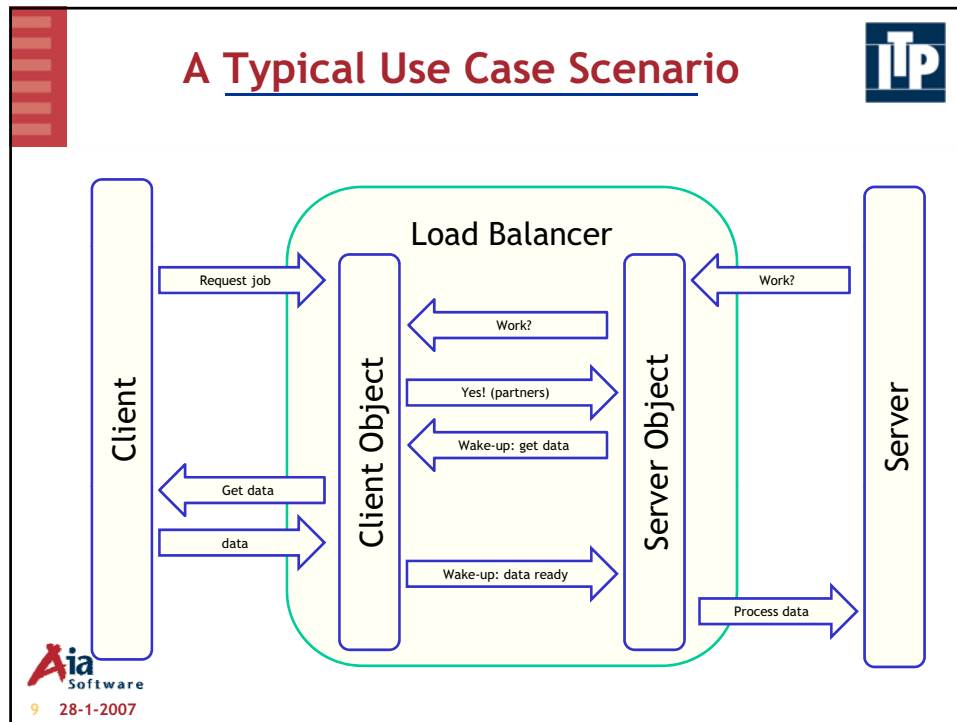 A Typical Use Case Scenario
ITP
Load Balancer
Client
Client Object
Server Object
Server
Request job
Work?
Work?
Yes! (partners)
Wake-up: get data
Get data
data
Wake-up: data ready
Process data
Aia
Software
9 28-1-2007